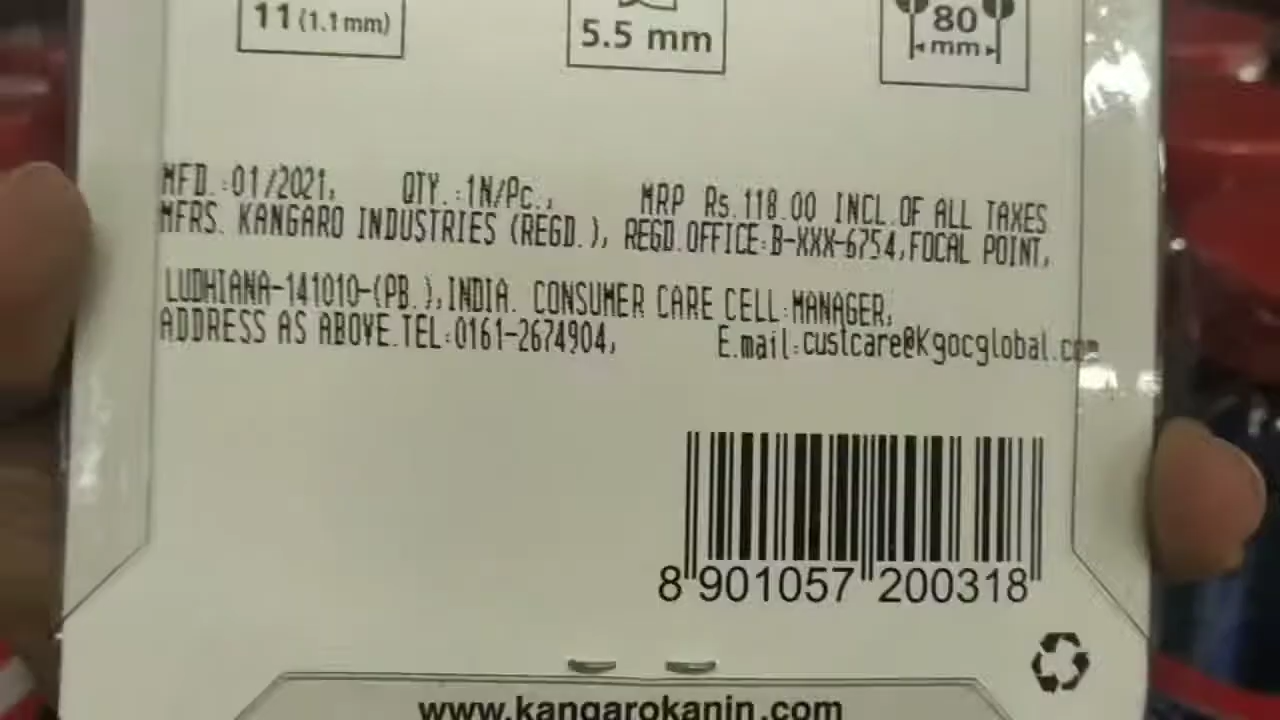 11 (1.1 mm)
5.5 mm
80
mm
MFD.:01/2021, QTY.:1N/Pc., MRP Rs.118.00 INCL.OF ALL TAXES
MFRS. KANGARO INDUSTRIES (REGD.), REGD.OFFICE:B-XXX-6754,FOCAL POINT,
LUDHIANA-141010-(PB.),INDIA. CONSUMER CARE CELL:MANAGER,
ADDRESS AS ABOVE.TEL:0161-2674904, E.mail:custcare@Kgocglobal.com
8 901057 200318
www.kangarokanin.com